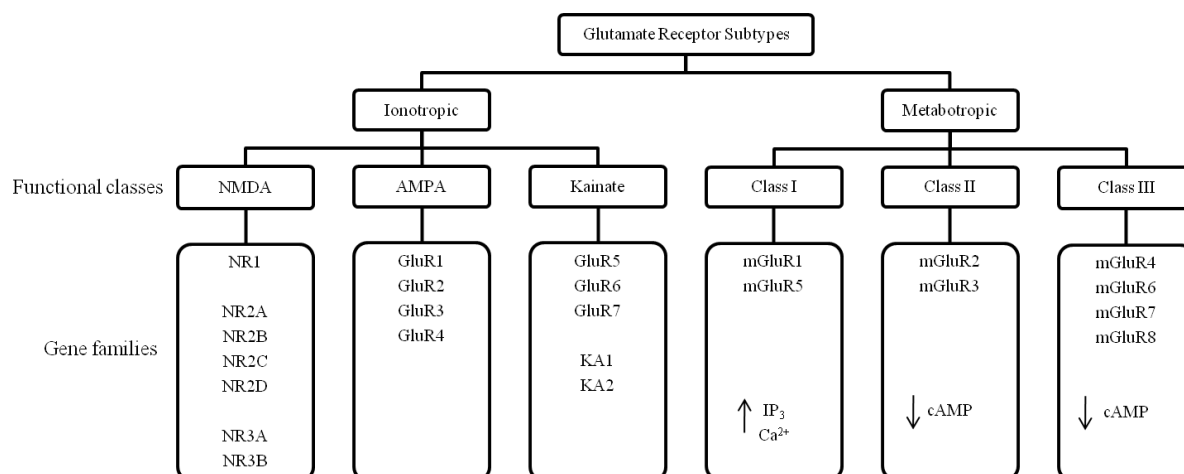 Glutamate Receptor Subtypes
Ionotropic
Metabotropic
Functional classes
NMDA
AMPA
Kainate
Class I
Class II
Class III
Gene families
NR1
NR2A
NR2B
NR2C
NR2D
NR3A
NR3B
GluR1
GluR2
GluR3
GluR4
GluR5
GluR6
GluR7
KA1
KA2
mGluR1
mGluR5
↑ IP₃
Ca²⁺
mGluR2
mGluR3
↓ cAMP
mGluR4
mGluR6
mGluR7
mGluR8
↓ cAMP